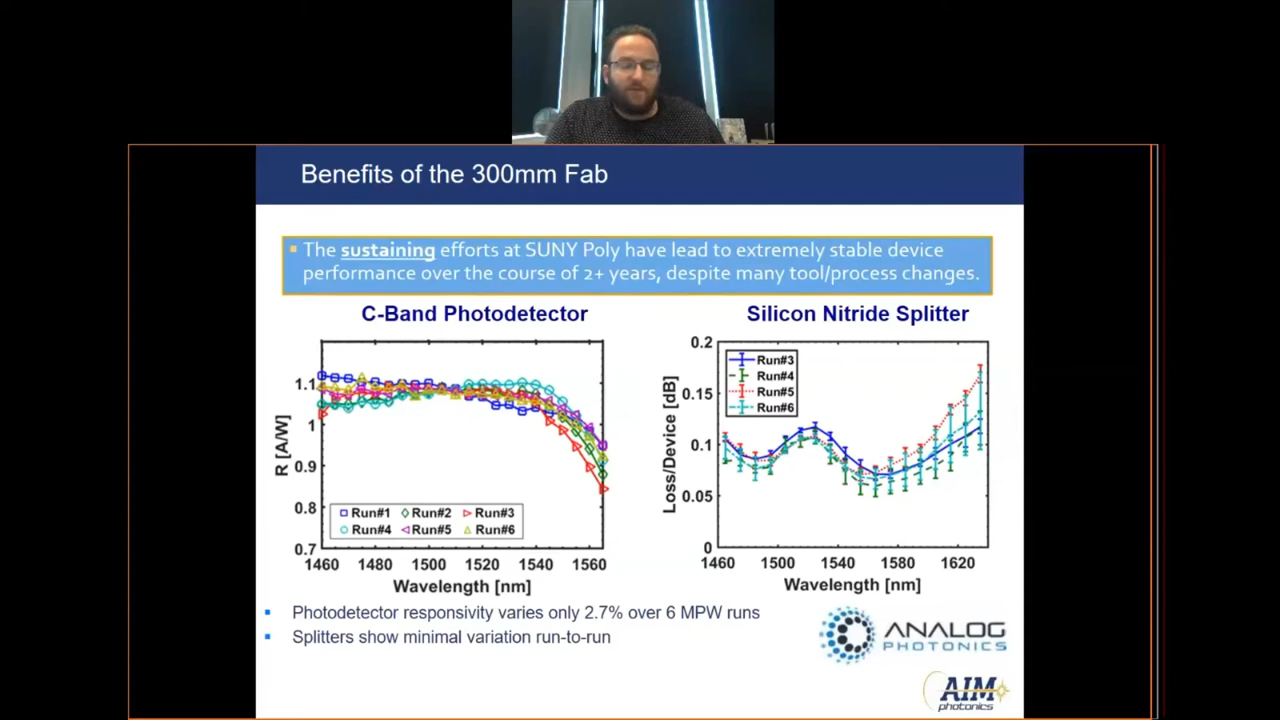 Benefits of the 300mm Fab
The sustaining efforts at SUNY Poly have lead to extremely stable device
performance over the course of 2+ years, despite many tool/process changes.
C-Band Photodetector
R [A/W]
1.1
1
0.9
0.8
0.7
Run#1 Run#2 Run#3
Run#4 Run#5 Run#6
1460 1480 1500 1520 1540 1560
Wavelength [nm]
Silicon Nitride Splitter
Loss/Device [dB]
0.2
0.15
0.1
0.05
0
Run#3
Run#4
Run#5
Run#6
1460 1500 1540 1580 1620
Wavelength [nm]
Photodetector responsivity varies only 2.7% over 6 MPW runs
Splitters show minimal variation run-to-run
ANALOG
PHOTONICS
AIM
photonics